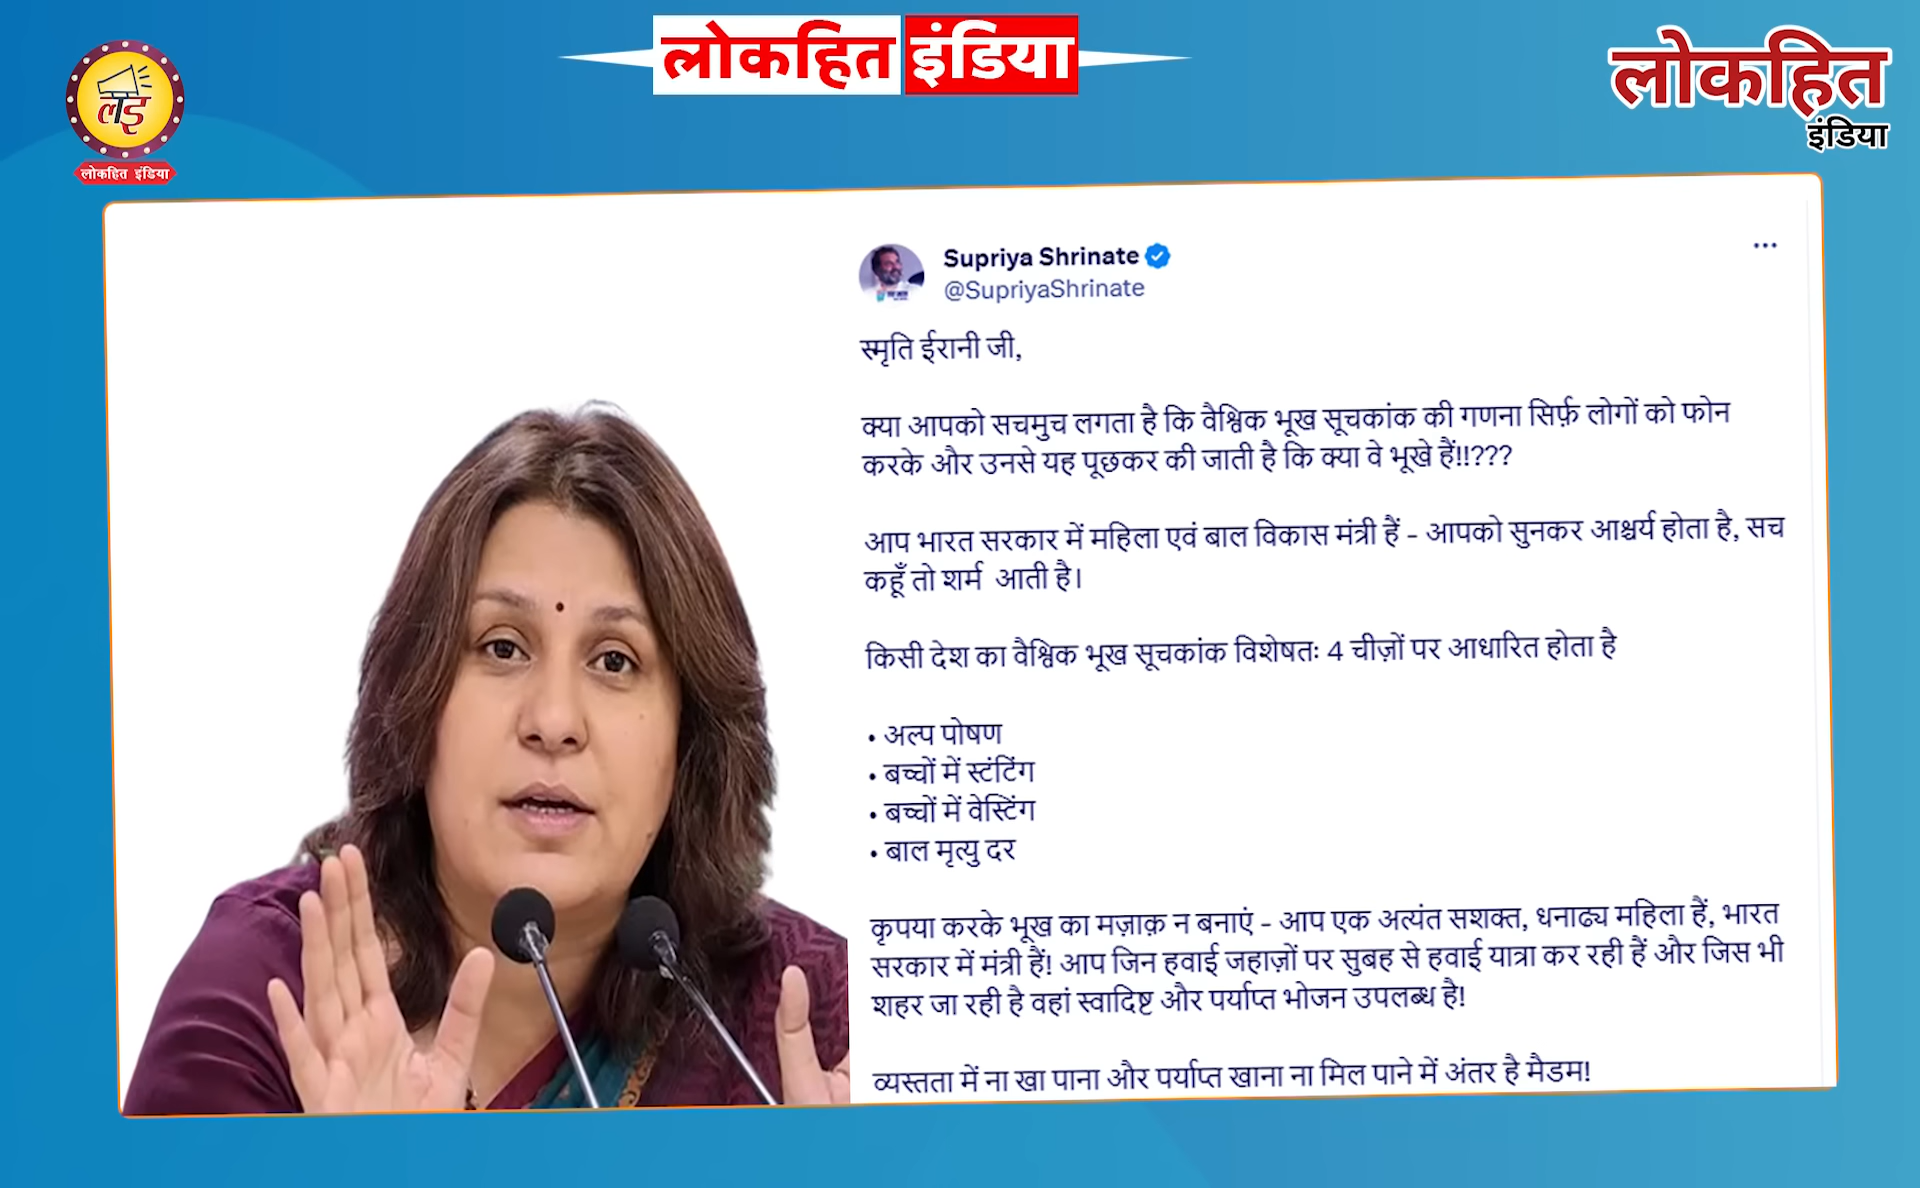 लोकहित इंडिया
लोकहित
इंडिया
लइ
लोकहित इंडिया
Supriya Shrinate
@SupriyaShrinate
स्मृति ईरानी जी,
क्या आपको सचमुच लगता है कि वैश्विक भूख सूचकांक की गणना सिर्फ़ लोगों को फोन
करके और उनसे यह पूछकर की जाती है कि क्या वे भूखे हैं!!???
आप भारत सरकार में महिला एवं बाल विकास मंत्री हैं - आपको सुनकर आश्चर्य होता है, सच
कहूँ तो शर्म आती है।
किसी देश का वैश्विक भूख सूचकांक विशेषतः 4 चीज़ों पर आधारित होता है
• अल्प पोषण
• बच्चों में स्टंटिंग
• बच्चों में वेस्टिंग
• बाल मृत्यु दर
कृपया करके भूख का मज़ाक़ न बनाएं - आप एक अत्यंत सशक्त, धनाढ्य महिला हैं, भारत
सरकार में मंत्री हैं! आप जिन हवाई जहाज़ों पर सुबह से हवाई यात्रा कर रही हैं और जिस भी
शहर जा रही है वहां स्वादिष्ट और पर्याप्त भोजन उपलब्ध है!
व्यस्तता में ना खा पाना और पर्याप्त खाना ना मिल पाने में अंतर है मैडम!